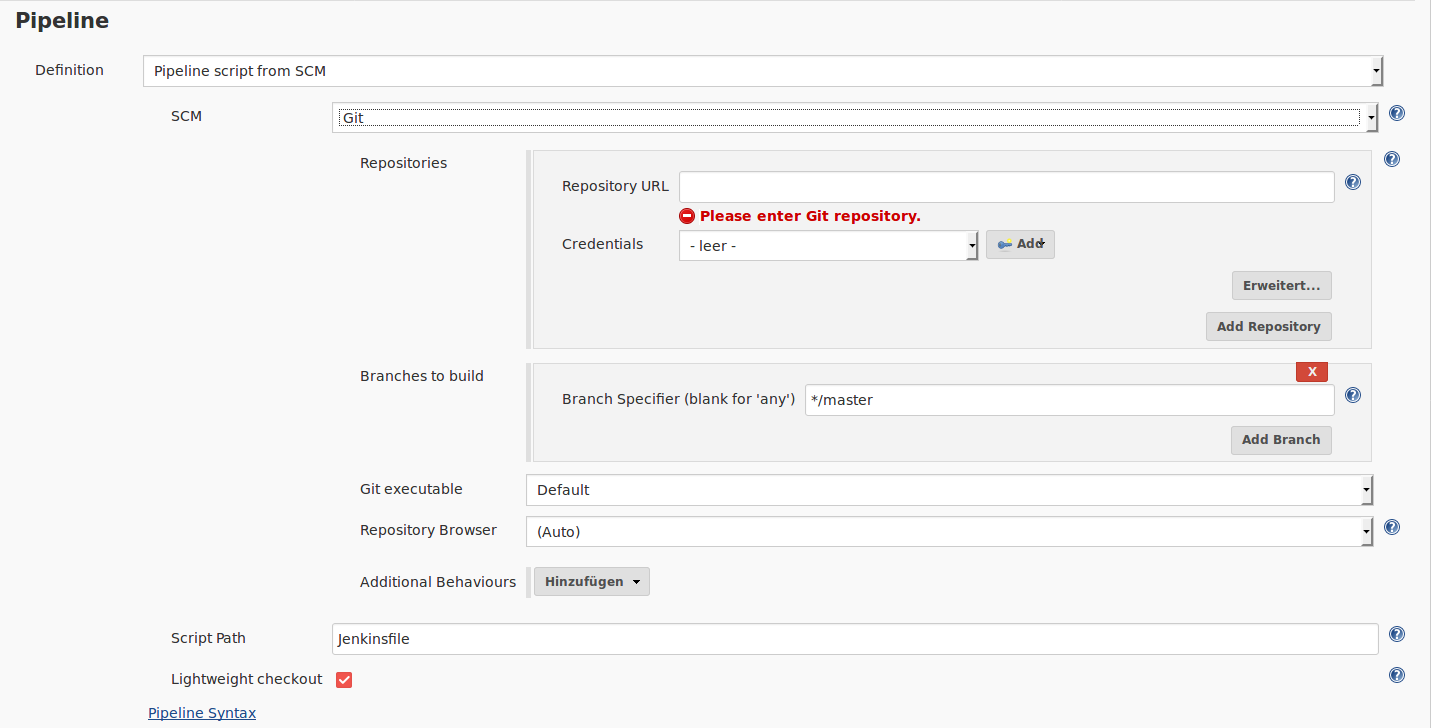 Pipeline
Definition Pipeline script from SCM
SCM Git
Repositories
Repository URL
Please enter Git repository.
Credentials - leer - Add
Erweitert...
Add Repository
Branches to build X
Branch Specifier (blank for 'any') */master
Add Branch
Git executable Default
Repository Browser (Auto)
Additional Behaviours Hinzufügen
Script Path Jenkinsfile
Lightweight checkout
Pipeline Syntax